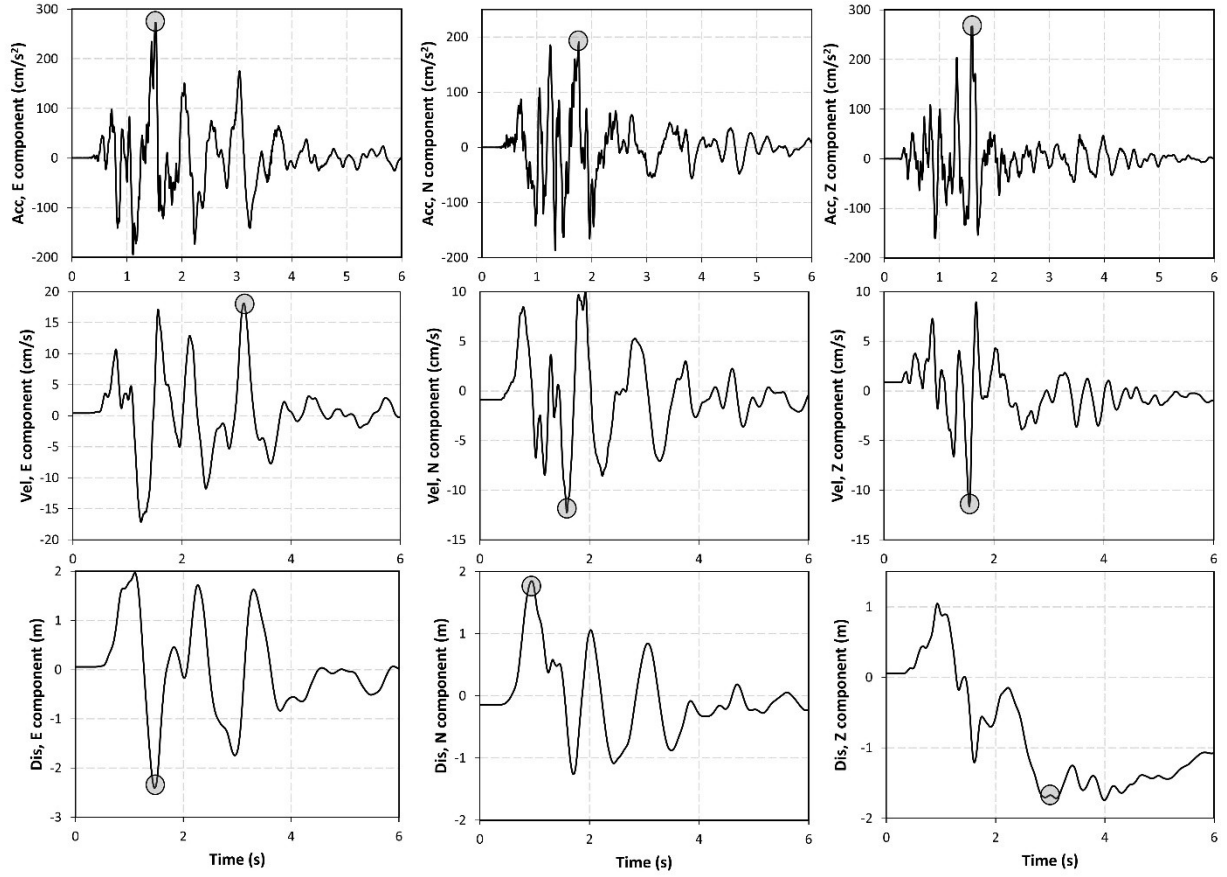 300
200
100
0
-100
-200
Acc, E component (cm/s²)
0 1 2 3 4 5 6
200
100
0
-100
-200
Acc, N component (cm/s²)
0 1 2 3 4 5 6
300
200
100
0
-100
-200
Acc, Z component (cm/s²)
0 1 2 3 4 5 6
20
15
10
5
0
-5
-10
-15
-20
Vel, E component (cm/s)
0 2 4 6
10
5
0
-5
-10
-15
Vel, N component (cm/s)
0 2 4 6
10
5
0
-5
-10
-15
Vel, Z component (cm/s)
0 2 4 6
2
1
0
-1
-2
-3
Dis, E component (m)
0 2 4 6
Time (s)
2
1
0
-1
-2
Dis, N component (m)
0 2 4 6
Time (s)
1
0
-1
-2
Dis, Z component (m)
0 2 4 6
Time (s)